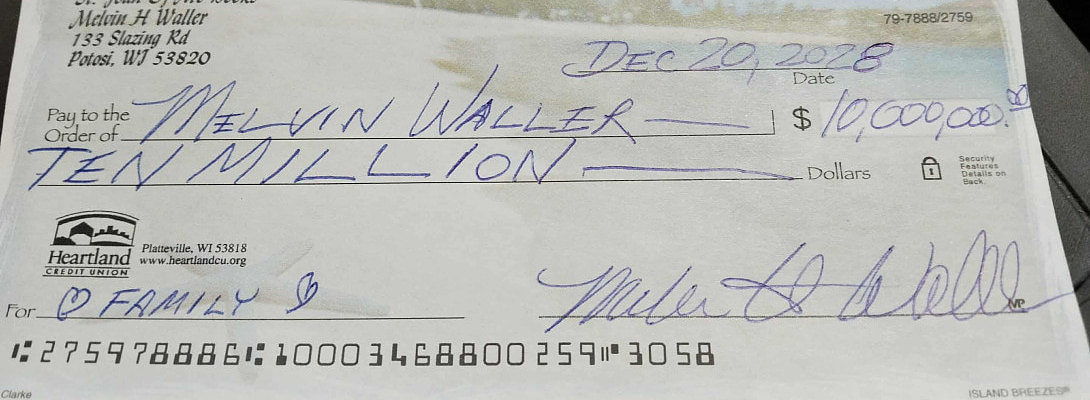 Melvin H Waller
133 Slazing Rd
Potosi, WI 53820
79-7888/2759
DEC 20, 2028
Date
Pay to the
Order of MELVIN WALLER $ 10,000,000.00
TEN MILLION Dollars
Security
Features
Details on
Back.
Heartland
CREDIT UNION
Platteville, WI 53818
www.heartlandcu.org
For ♡ FAMILY ♡
MP
⑆275978886⑆10003468800259⑈3058
Clarke
ISLAND BREEZES®